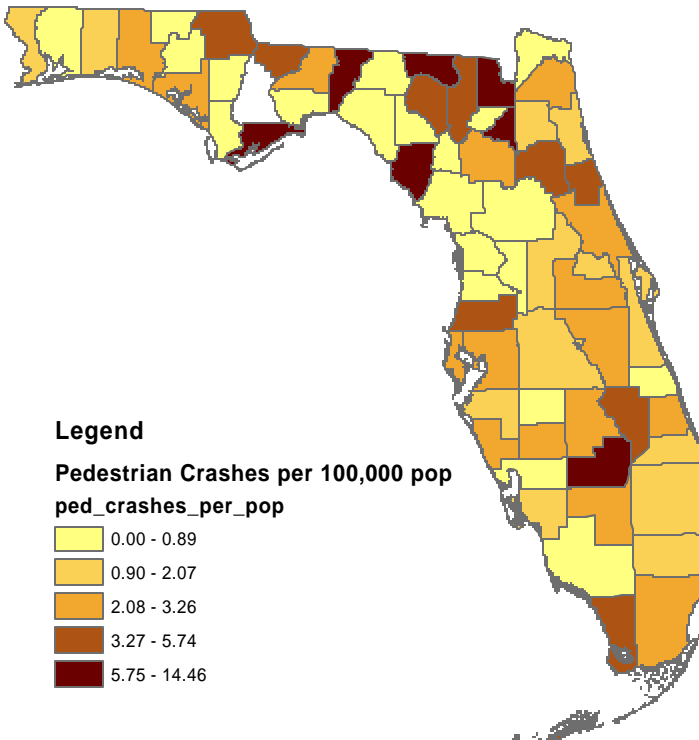 Legend
Pedestrian Crashes per 100,000 pop
ped_crashes_per_pop
0.00 - 0.89
0.90 - 2.07
2.08 - 3.26
3.27 - 5.74
5.75 - 14.46